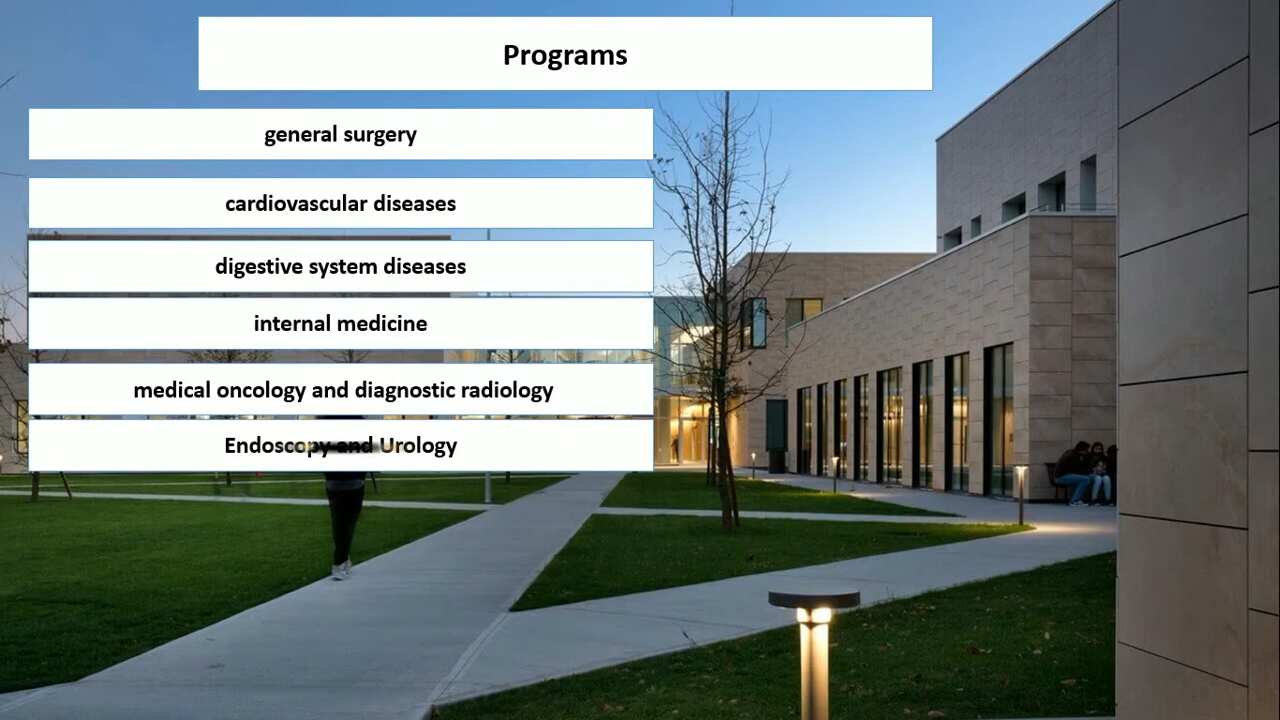 Programs
general surgery
cardiovascular diseases
digestive system diseases
internal medicine
medical oncology and diagnostic radiology
Endoscopy and Urology